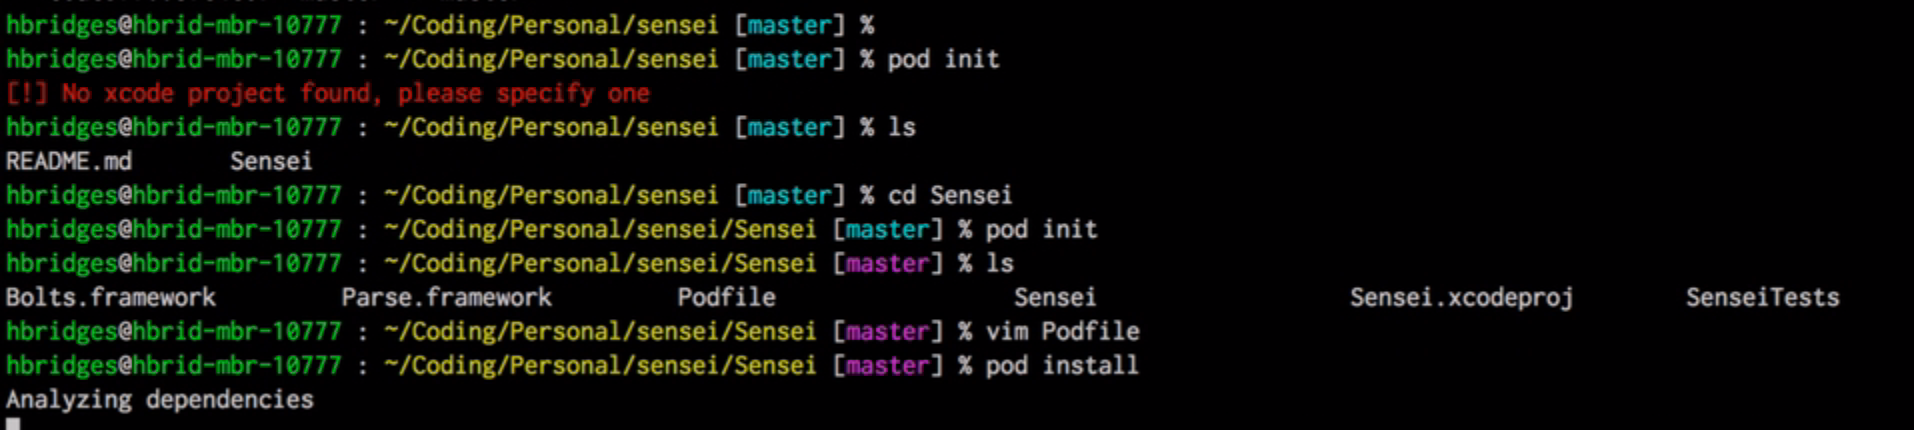 hbridges@hbrid-mbr-10777 : ~/Coding/Personal/sensei [master] %
hbridges@hbrid-mbr-10777 : ~/Coding/Personal/sensei [master] % pod init
[!] No xcode project found, please specify one
hbridges@hbrid-mbr-10777 : ~/Coding/Personal/sensei [master] % ls
README.md Sensei
hbridges@hbrid-mbr-10777 : ~/Coding/Personal/sensei [master] % cd Sensei
hbridges@hbrid-mbr-10777 : ~/Coding/Personal/sensei/Sensei [master] % pod init
hbridges@hbrid-mbr-10777 : ~/Coding/Personal/sensei/Sensei [master] % ls
Bolts.framework Parse.framework Podfile Sensei Sensei.xcodeproj SenseiTests
hbridges@hbrid-mbr-10777 : ~/Coding/Personal/sensei/Sensei [master] % vim Podfile
hbridges@hbrid-mbr-10777 : ~/Coding/Personal/sensei/Sensei [master] % pod install
Analyzing dependencies